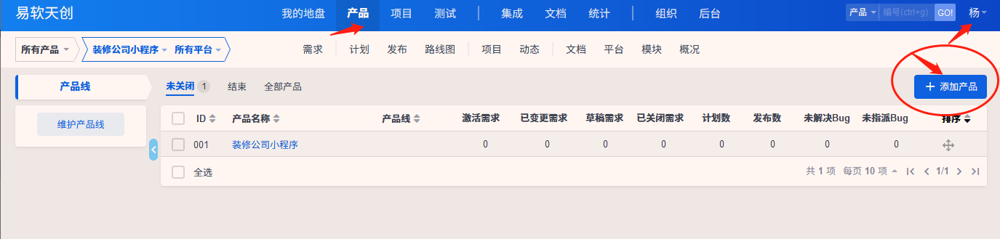 易软天创 我的地盘 产品 项目 测试 集成 文档 统计 组织 后台 产品 编号(ctrl+g) GO! 杨
所有产品 装修公司小程序 所有平台 需求 计划 发布 路线图 项目 动态 文档 平台 模块 概况
产品线 未关闭 1 结束 全部产品 添加产品
维护产品线
ID 产品名称 产品线 激活需求 已变更需求 草稿需求 已关闭需求 计划数 发布数 未解决Bug 未指派Bug 排序
001 装修公司小程序 0 0 0 0 0 0 0 0
全选 共 1 项 每页 10 项 1/1